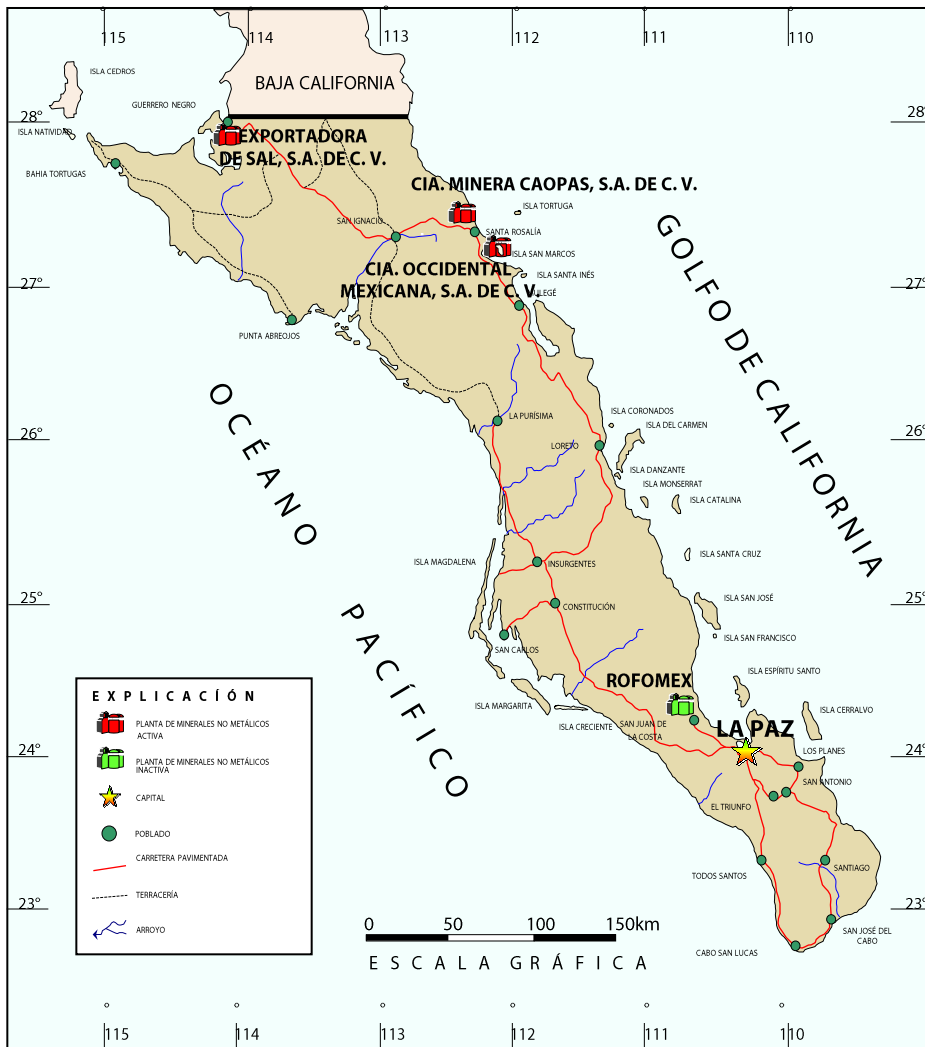 115
114
113
112
111
110
ISLA CEDROS
BAJA CALIFORNIA
GUERRERO NEGRO
28°
28°
ISLA NATIVIDAD
EXPORTADORA
DE SAL, S.A. DE C. V.
BAHIA TORTUGAS
CIA. MINERA CAOPAS, S.A. DE C. V.
ISLA TORTUGA
SAN IGNACIO
SANTA ROSALÍA
ISLA SAN MARCOS
CIA. OCCIDENTAL
MEXICANA, S.A. DE C. V.
ISLA SANTA INÉS
27°
27°
PUNTA ABREOJOS
GOLFO DE CALIFORNIA
OCÉANO PACÍFICO
LA PURÍSIMA
ISLA CORONADOS
ISLA DEL CARMEN
26°
26°
LORETO
ISLA DANZANTE
ISLA MONSERRAT
ISLA CATALINA
ISLA MAGDALENA
INSURGENTES
ISLA SANTA CRUZ
25°
25°
CONSTITUCIÓN
ISLA SAN JOSÉ
SAN CARLOS
ISLA SAN FRANCISCO
ISLA ESPÍRITU SANTO
ROFOMEX
ISLA MARGARITA
ISLA CRECIENTE
SAN JUAN DE
LA COSTA
ISLA CERRALVO
LA PAZ
24°
24°
LOS PLANES
SAN ANTONIO
EL TRIUNFO
TODOS SANTOS
SANTIAGO
23°
23°
SAN JOSÉ DEL
CABO
CABO SAN LUCAS
EXPLICACÍÓN
PLANTA DE MINERALES NO METÁLICOS
ACTIVA
PLANTA DE MINERALES NO METÁLICOS
INACTIVA
CAPITAL
POBLADO
CARRETERA PAVIMENTADA
TERRACERÍA
ARROYO
0 50 100 150km
ESCALA GRÁFICA
115
114
113
112
111
110